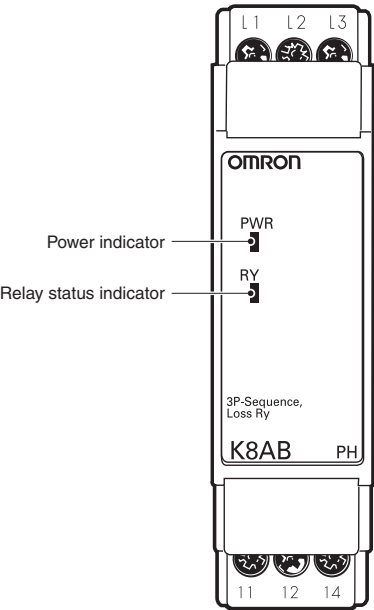 L1 L2 L3
OMRON
PWR
Power indicator
RY
Relay status indicator
3P-Sequence,
Loss Ry
K8AB PH
11 12 14